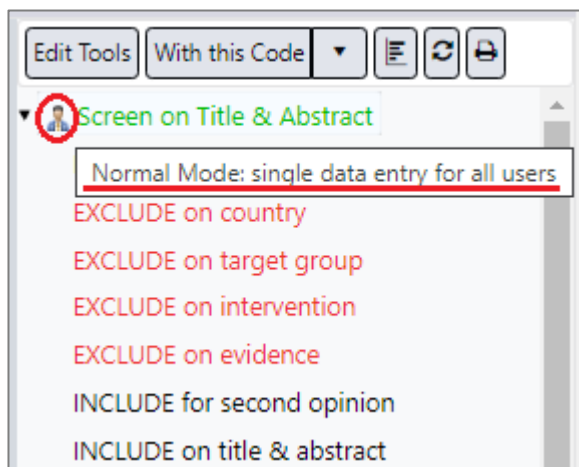 Edit Tools With this Code
Screen on Title & Abstract
Normal Mode: single data entry for all users
EXCLUDE on country
EXCLUDE on target group
EXCLUDE on intervention
EXCLUDE on evidence
INCLUDE for second opinion
INCLUDE on title & abstract